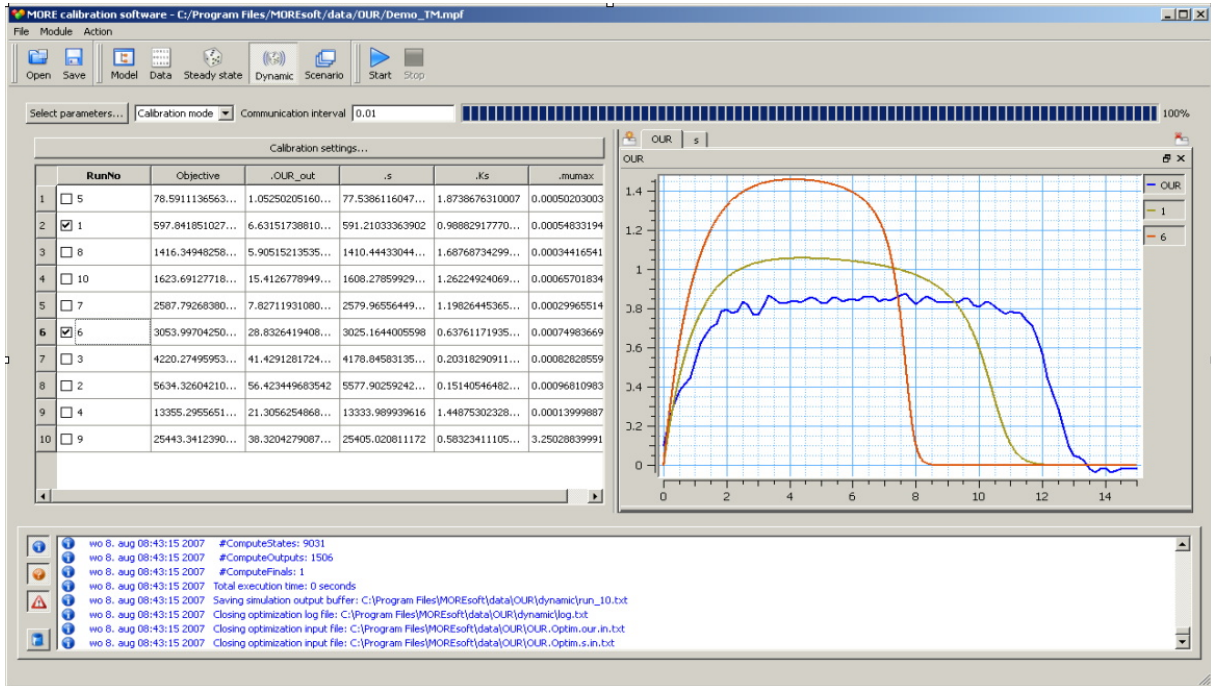 MORE calibration software - C:/Program Files/MOREsoft/data/OUR/Demo_TM.mpf
File Module Action
Open Save Model Data Steady state Dynamic Scenario Start Stop
Select parameters... Calibration mode Communication interval 0.01 100%
Calibration settings...
RunNo Objective .OUR_out .s .Ks .mumax
1 5 78.5911136563... 1.05250205160... 77.5386116047... 1.8738676310007 0.00050203003
2 1 597.841851027... 6.63151738810... 591.21033363902 0.98882917770... 0.00054833194
3 8 1416.34948258... 5.90515213535... 1410.44433044... 1.68768734299... 0.00034416541
4 10 1623.69127718... 15.4126778949... 1608.27859929... 1.26224924069... 0.00065701834
5 7 2587.79268380... 7.82711931080... 2579.96556449... 1.19826445365... 0.00029965514
6 6 3053.99704250... 28.8326419408... 3025.1644005598 0.63761171935... 0.00074983669
7 3 4220.27495953... 41.4291281724... 4178.84583135... 0.20318290911... 0.00082828559
8 2 5634.32604210... 56.423449683542 5577.90259242... 0.15140546482... 0.00096810983
9 4 13355.2955651... 21.3056254868... 13333.989939616 1.44875302328... 0.00013999887
10 9 25443.3412390... 38.3204279087... 25405.020811172 0.58323411105... 3.25028839991
OUR s
OUR
1.4
1.2
1
3.8
3.6
3.4
3.2
0
0 2 4 6 8 10 12 14
OUR
1
6
wo 8. aug 08:43:15 2007 #ComputeStates: 9031
wo 8. aug 08:43:15 2007 #ComputeOutputs: 1506
wo 8. aug 08:43:15 2007 #ComputeFinals: 1
wo 8. aug 08:43:15 2007 Total execution time: 0 seconds
wo 8. aug 08:43:15 2007 Saving simulation output buffer: C:\Program Files\MOREsoft\data\OUR\dynamic\run_10.txt
wo 8. aug 08:43:15 2007 Closing optimization log file: C:\Program Files\MOREsoft\data\OUR\dynamic\log.txt
wo 8. aug 08:43:15 2007 Closing optimization input file: C:\Program Files\MOREsoft\data\OUR\OUR.Optim.our.in.txt
wo 8. aug 08:43:15 2007 Closing optimization input file: C:\Program Files\MOREsoft\data\OUR\OUR.Optim.s.in.txt